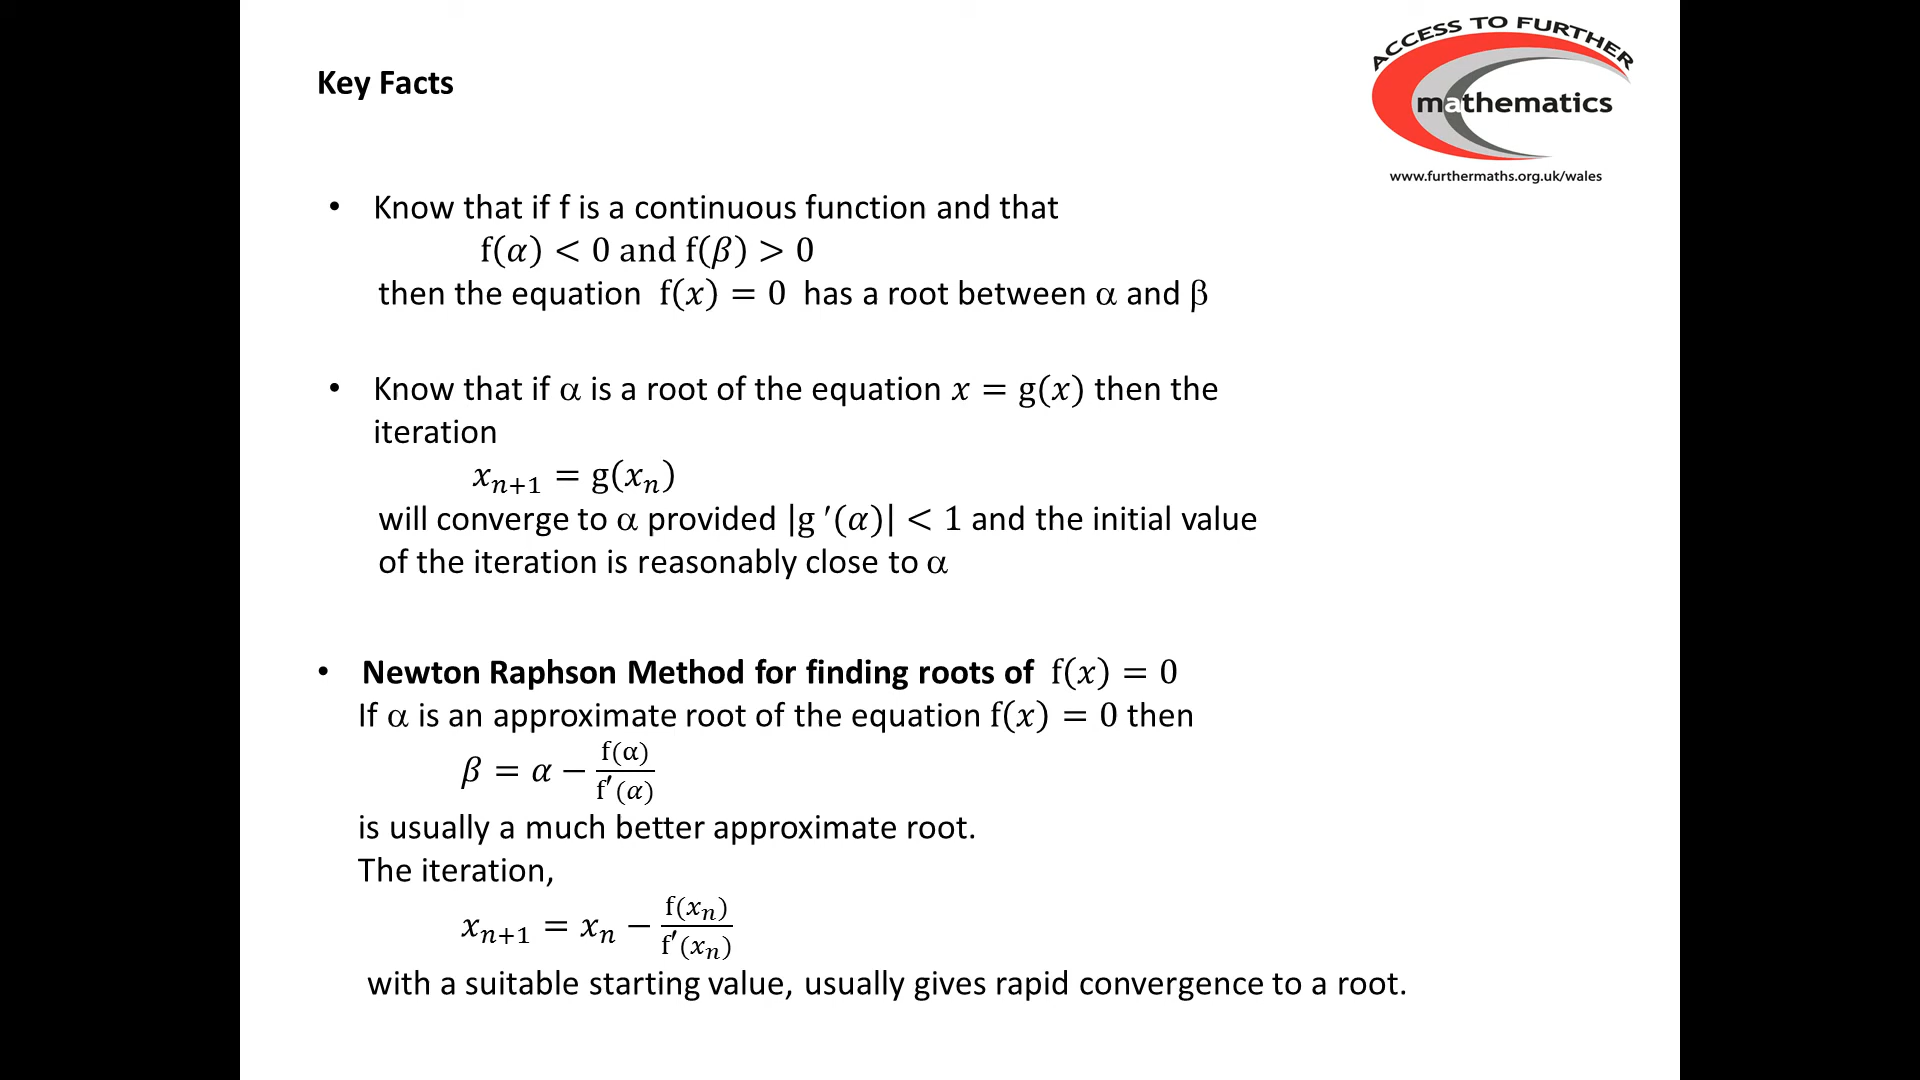 ACCESS TO FURTHER
mathematics
www.furthermaths.org.uk/wales
Key Facts
• Know that if f is a continuous function and that
f(α) < 0 and f(β) > 0
then the equation f(x) = 0 has a root between α and β
• Know that if α is a root of the equation x = g(x) then the
iteration
xₙ₊₁ = g(xₙ)
will converge to α provided |g ′(α)| < 1 and the initial value
of the iteration is reasonably close to α
• Newton Raphson Method for finding roots of f(x) = 0
If α is an approximate root of the equation f(x) = 0 then
β = α − f(α)/f′(α)
is usually a much better approximate root.
The iteration,
xₙ₊₁ = xₙ − f(xₙ)/f′(xₙ)
with a suitable starting value, usually gives rapid convergence to a root.